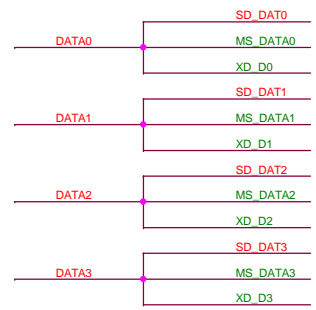 SD_DAT0
DATA0 MS_DATA0
XD_D0
SD_DAT1
DATA1 MS_DATA1
XD_D1
SD_DAT2
DATA2 MS_DATA2
XD_D2
SD_DAT3
DATA3 MS_DATA3
XD_D3